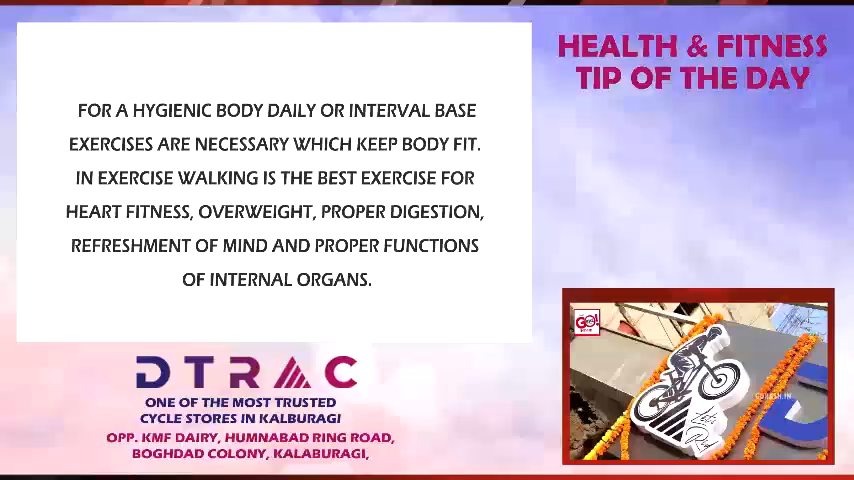 HEALTH & FITNESS
TIP OF THE DAY
FOR A HYGIENIC BODY DAILY OR INTERVAL BASE
EXERCISES ARE NECESSARY WHICH KEEP BODY FIT.
IN EXERCISE WALKING IS THE BEST EXERCISE FOR
HEART FITNESS, OVERWEIGHT, PROPER DIGESTION,
REFRESHMENT OF MIND AND PROPER FUNCTIONS
OF INTERNAL ORGANS.
DTRAC
ONE OF THE MOST TRUSTED
CYCLE STORES IN KALBURAGI
OPP. KMF DAIRY, HUMNABAD RING ROAD,
BOGHDAD COLONY, KALABURAGI,
GO!
Let's
Rid